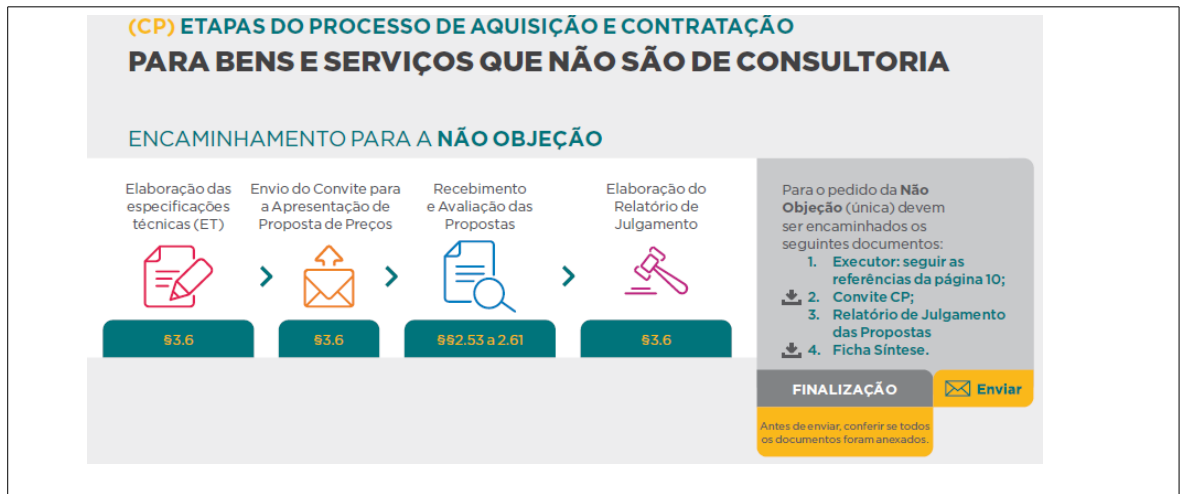 (CP) ETAPAS DO PROCESSO DE AQUISIÇÃO E CONTRATAÇÃO
PARA BENS E SERVIÇOS QUE NÃO SÃO DE CONSULTORIA
ENCAMINHAMENTO PARA A NÃO OBJEÇÃO
Elaboração das
especificações
técnicas (ET)
§3.6
Envio do Convite para
a Apresentação de
Proposta de Preços
§3.6
Recebimento
e Avaliação das
Propostas
§§2.53 a 2.61
Elaboração do
Relatório de
Julgamento
§3.6
Para o pedido da Não
Objeção (única) devem
ser encaminhados os
seguintes documentos:
1. Executor: seguir as
referências da página 10;
2. Convite CP;
3. Relatório de Julgamento
das Propostas
4. Ficha Síntese.
FINALIZAÇÃO
Enviar
Antes de enviar, conferir se todos
os documentos foram anexados.